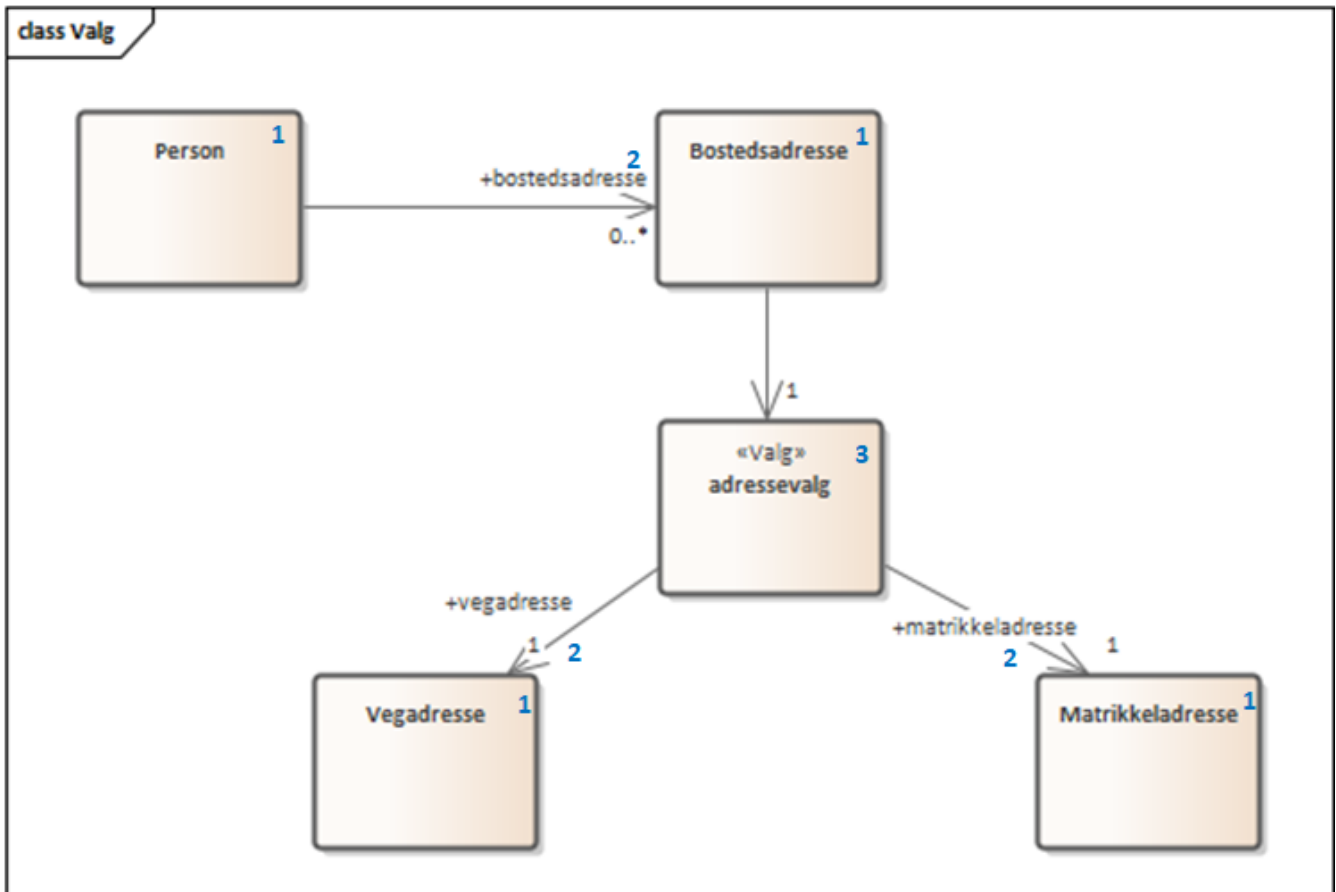 class Valg
Person 1
Bostedsadresse 1
2
+bostedsadresse
0..*
1
«Valg» 3
adressevalg
+vegadresse
+matrikkeladresse
1 2
2 1
Vegadresse 1
Matrikkeladresse 1